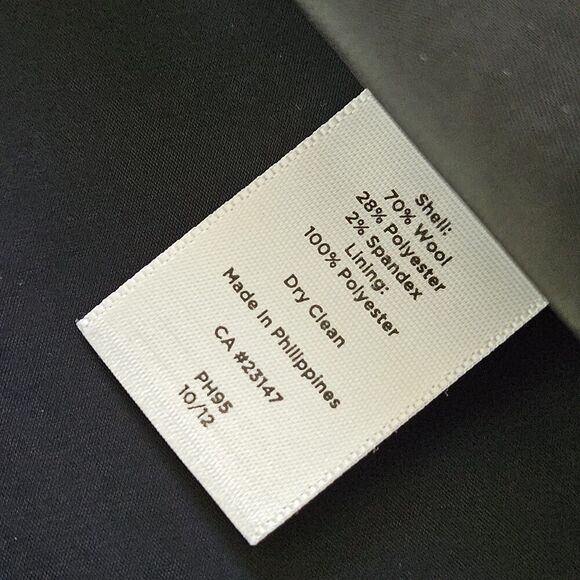 Shell:
70% Wool
28% Polyester
2% Spandex
Lining:
100% Polyester
Dry Clean
Made In Philippines
CA #23147
PH95
10/12